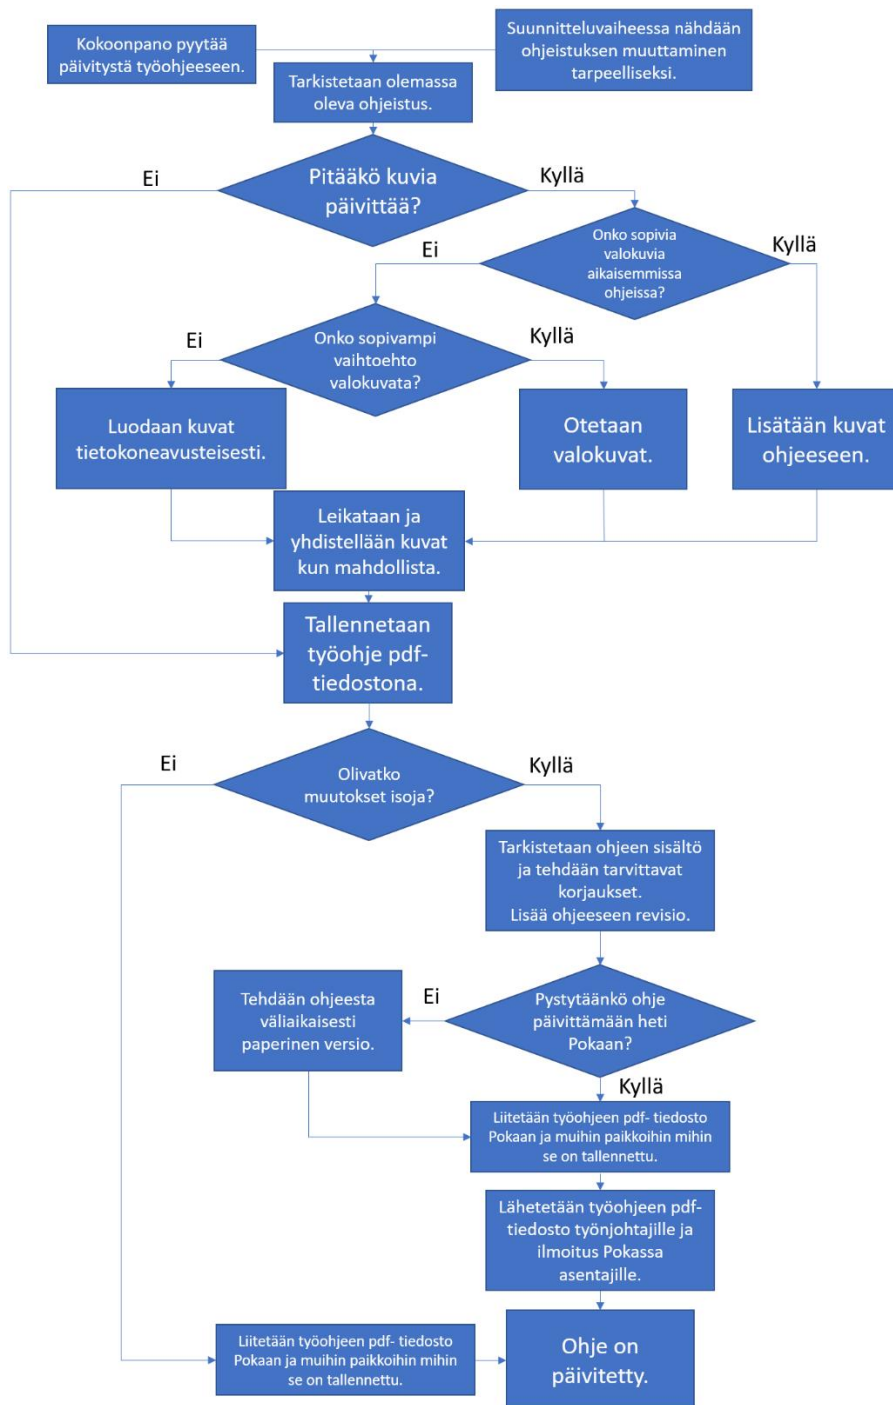 Kokoonpano pyytää
päivitystä työohjeeseen.
Suunnitteluvaiheessa nähdään
ohjeistuksen muuttaminen
tarpeelliseksi.
Tarkistetaan olemassa
oleva ohjeistus.
Ei
Pitääkö kuvia
päivittää?
Kyllä
Ei
Onko sopivia
valokuvia
aikaisemmissa
ohjeissa?
Kyllä
Ei
Onko sopivampi
vaihtoehto
valokuvata?
Kyllä
Luodaan kuvat
tietokoneavusteisesti.
Otetaan
valokuvat.
Lisätään kuvat
ohjeeseen.
Leikataan ja
yhdistellään kuvat
kun mahdollista.
Tallennetaan
työohje pdf-
tiedostona.
Ei
Olivatko
muutokset isoja?
Kyllä
Tarkistetaan ohjeen sisältö
ja tehdään tarvittavat
korjaukset.
Lisää ohjeeseen revisio.
Tehdään ohjeesta
väliaikaisesti
paperinen versio.
Ei
Pystytäänkö ohje
päivittämään heti
Pokaan?
Kyllä
Liitetään työohjeen pdf- tiedosto
Pokaan ja muihin paikkoihin mihin
se on tallennettu.
Lähetetään työohjeen pdf-
tiedosto työnjohtajille ja
ilmoitus Pokassa
asentajille.
Liitetään työohjeen pdf- tiedosto
Pokaan ja muihin paikkoihin mihin
se on tallennettu.
Ohje on
päivitetty.